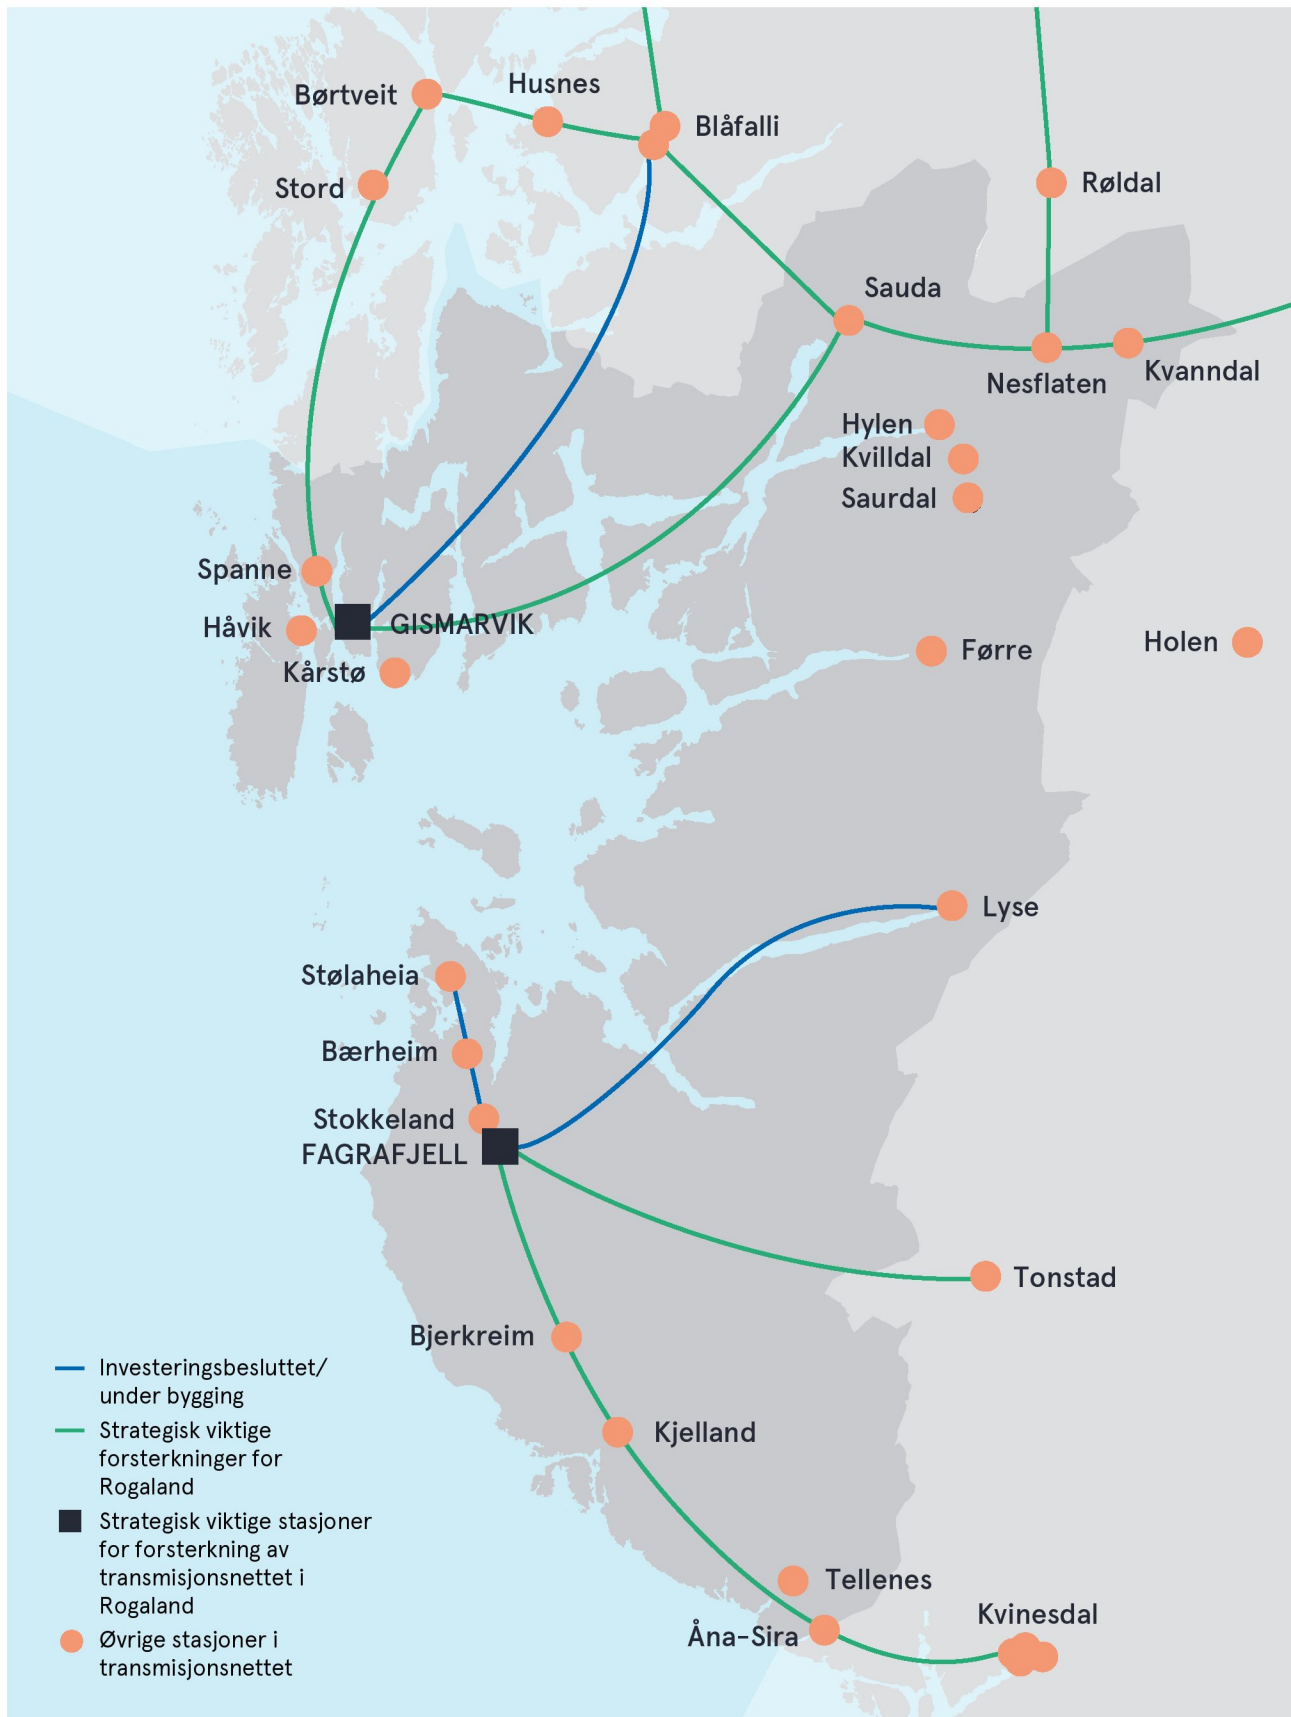 Husnes
Børtveit
Blåfalli
Stord
Røldal
Sauda
Nesflaten
Kvanndal
Hylen
Kvilldal
Saurdal
Spanne
Håvik
GISMARVIK
Kårstø
Førre
Holen
Lyse
Stølaheia
Bærheim
Stokkeland
FAGRAFJELL
Tonstad
Bjerkreim
Kjelland
Tellenes
Kvinesdal
Åna-Sira
Investeringsbesluttet/
under bygging
Strategisk viktige
forsterkninger for
Rogaland
Strategisk viktige stasjoner
for forsterkning av
transmisjonsnettet i
Rogaland
Øvrige stasjoner i
transmisjonsnettet